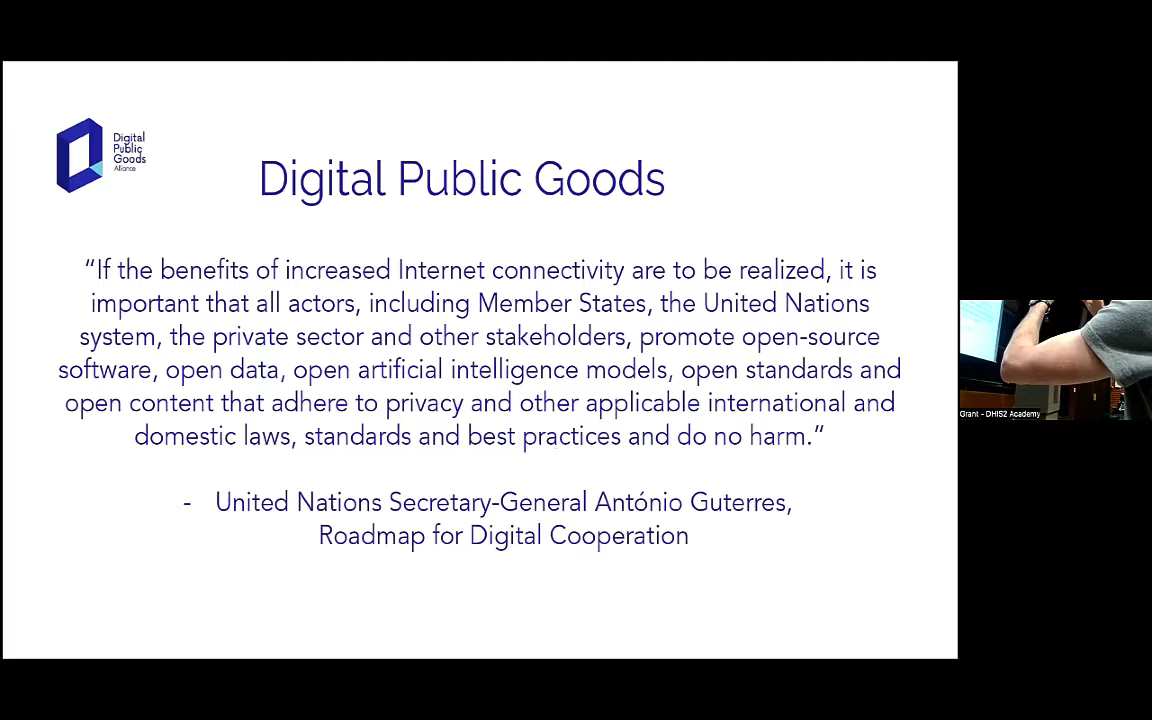 Digital
Public
Goods
Alliance
Digital Public Goods
“If the benefits of increased Internet connectivity are to be realized, it is
important that all actors, including Member States, the United Nations
system, the private sector and other stakeholders, promote open-source
software, open data, open artificial intelligence models, open standards and
open content that adhere to privacy and other applicable international and
domestic laws, standards and best practices and do no harm.”
- United Nations Secretary-General António Guterres,
Roadmap for Digital Cooperation
Grant - DHIS2 Academy